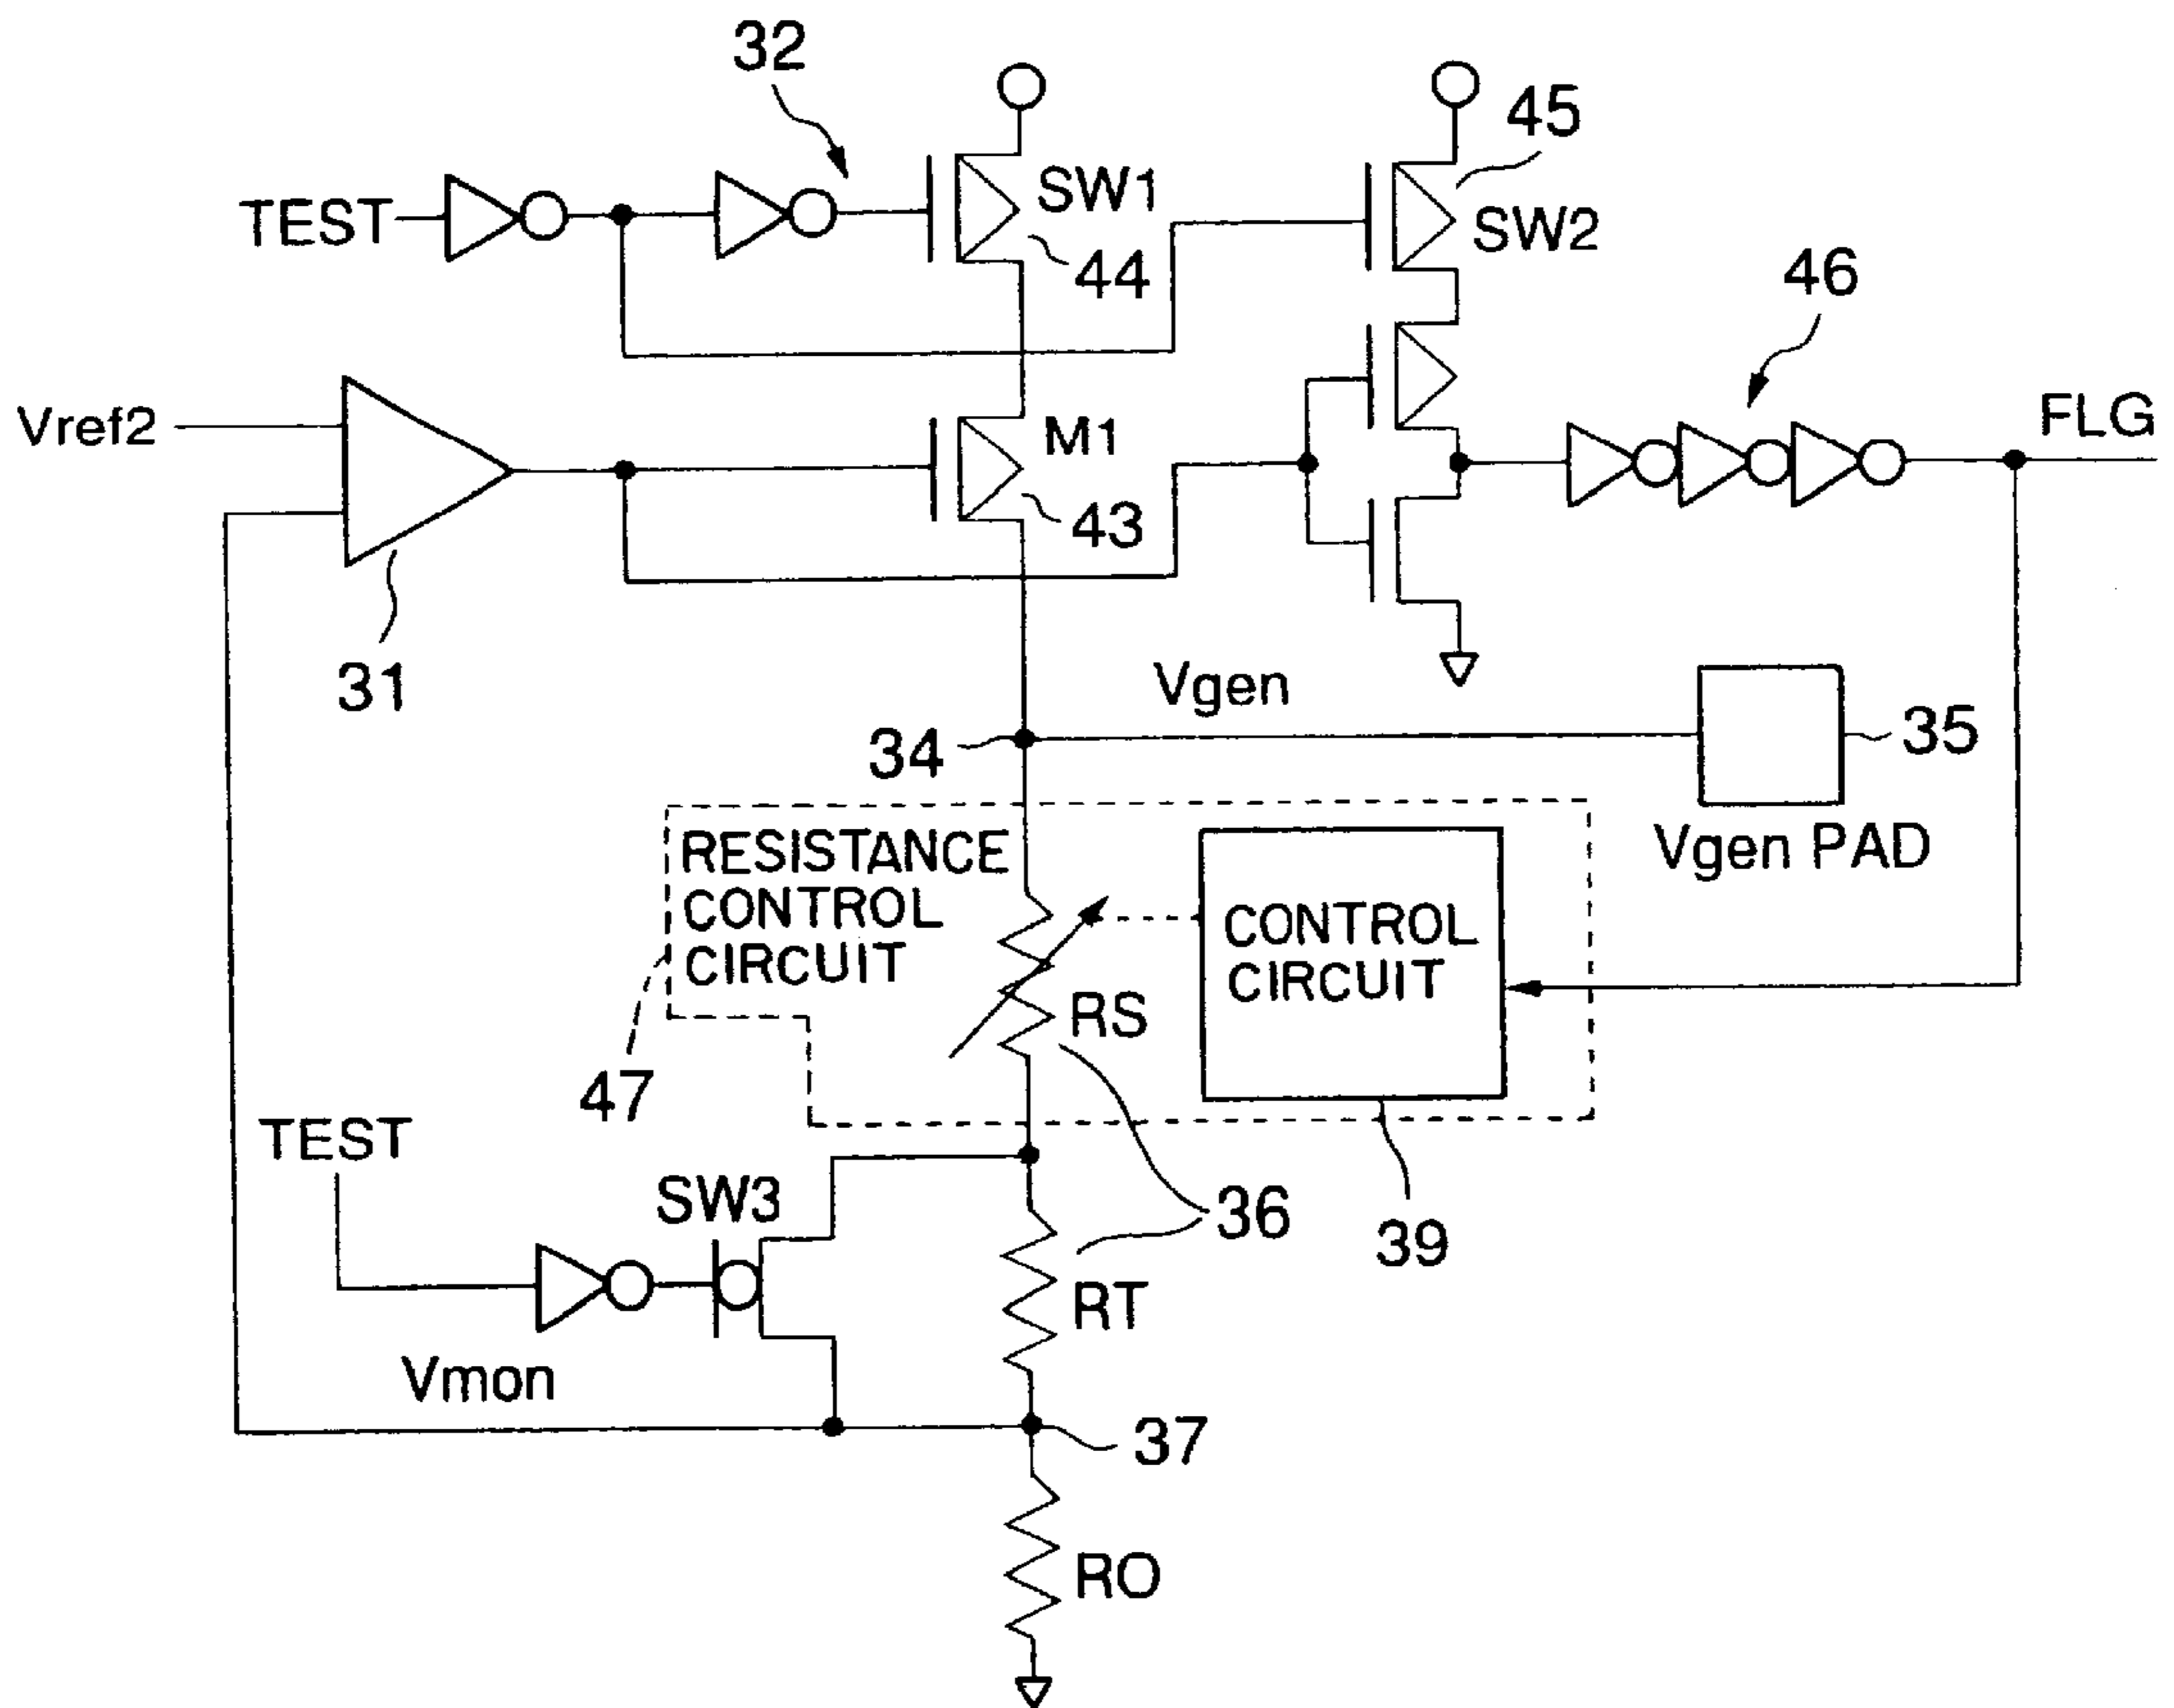 32
45
TEST
SW1
SW2
44
46
Vref2
M1
FLG
43
31
Vgen
34
35
RESISTANCE
CONTROL
CIRCUIT
Vgen PAD
CONTROL
CIRCUIT
RS
47
TEST
SW3
36
39
RT
Vmon
37
RO